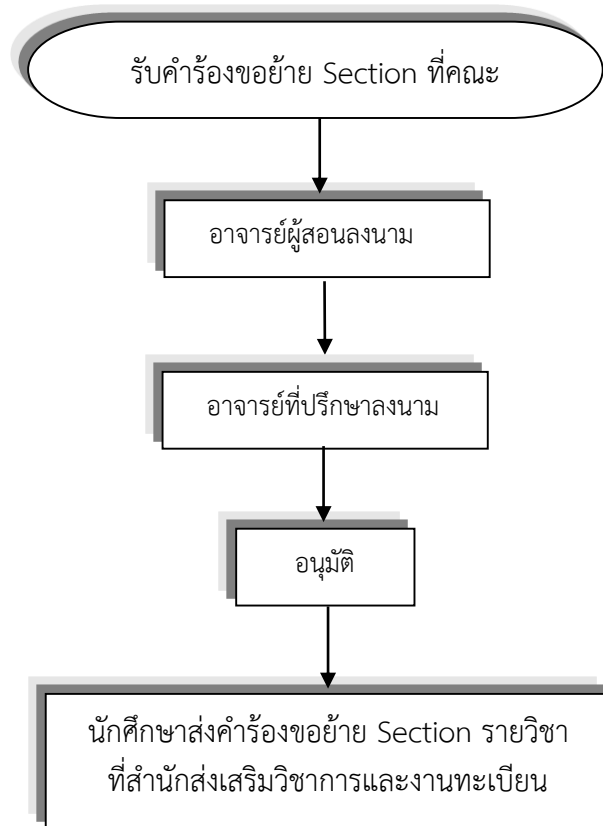 รับคำร้องขอย้าย Section ที่คณะ
อาจารย์ผู้สอนลงนาม
อาจารย์ที่ปรึกษาลงนาม
อนุมัติ
นักศึกษาส่งคำร้องขอย้าย Section รายวิชา
ที่สำนักส่งเสริมวิชาการและงานทะเบียน